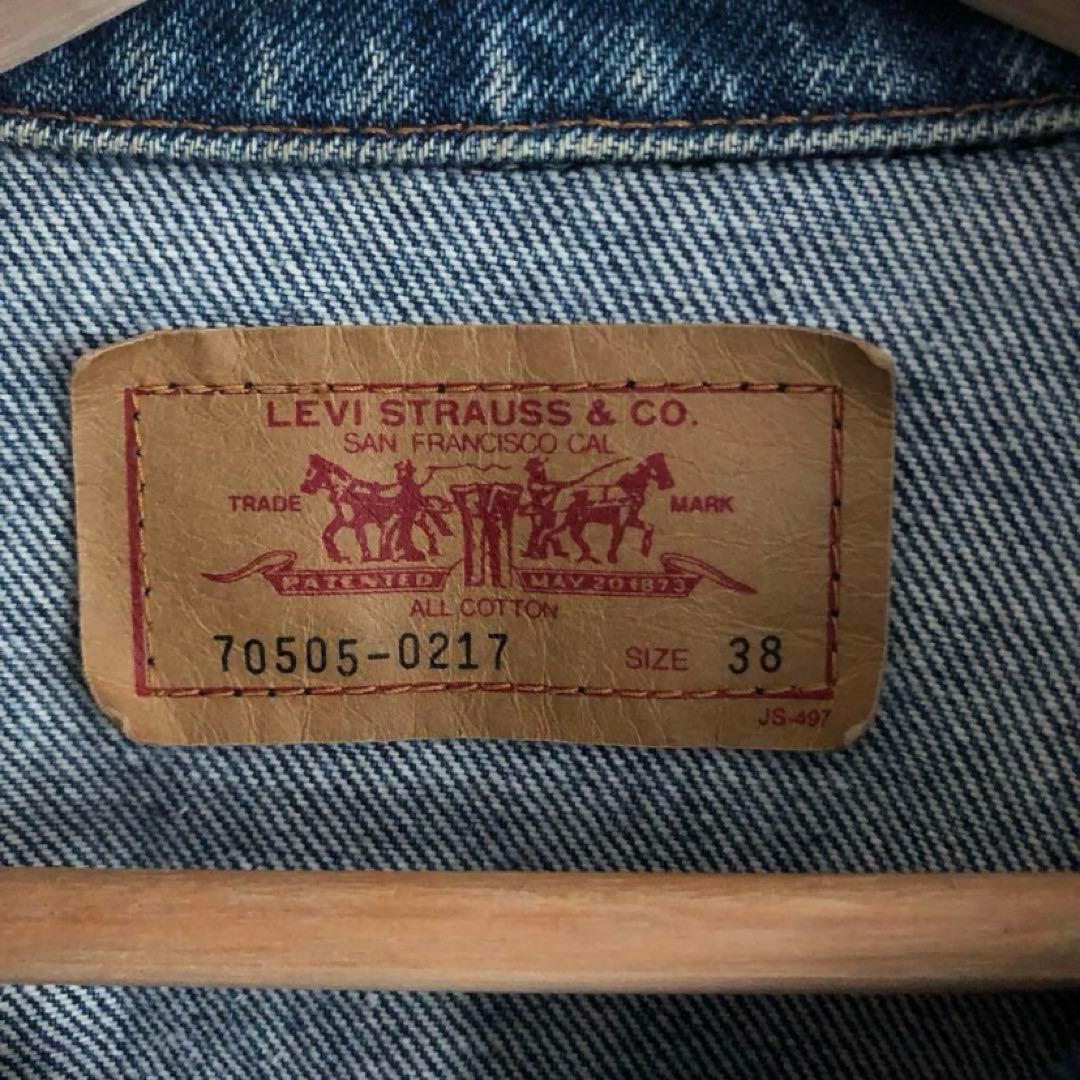 LEVI STRAUSS & CO.
SAN FRANCISCO CAL
TRADE MARK
PATENTED MAY 20 1873
ALL COTTON
70505-0217 SIZE 38
JS-497